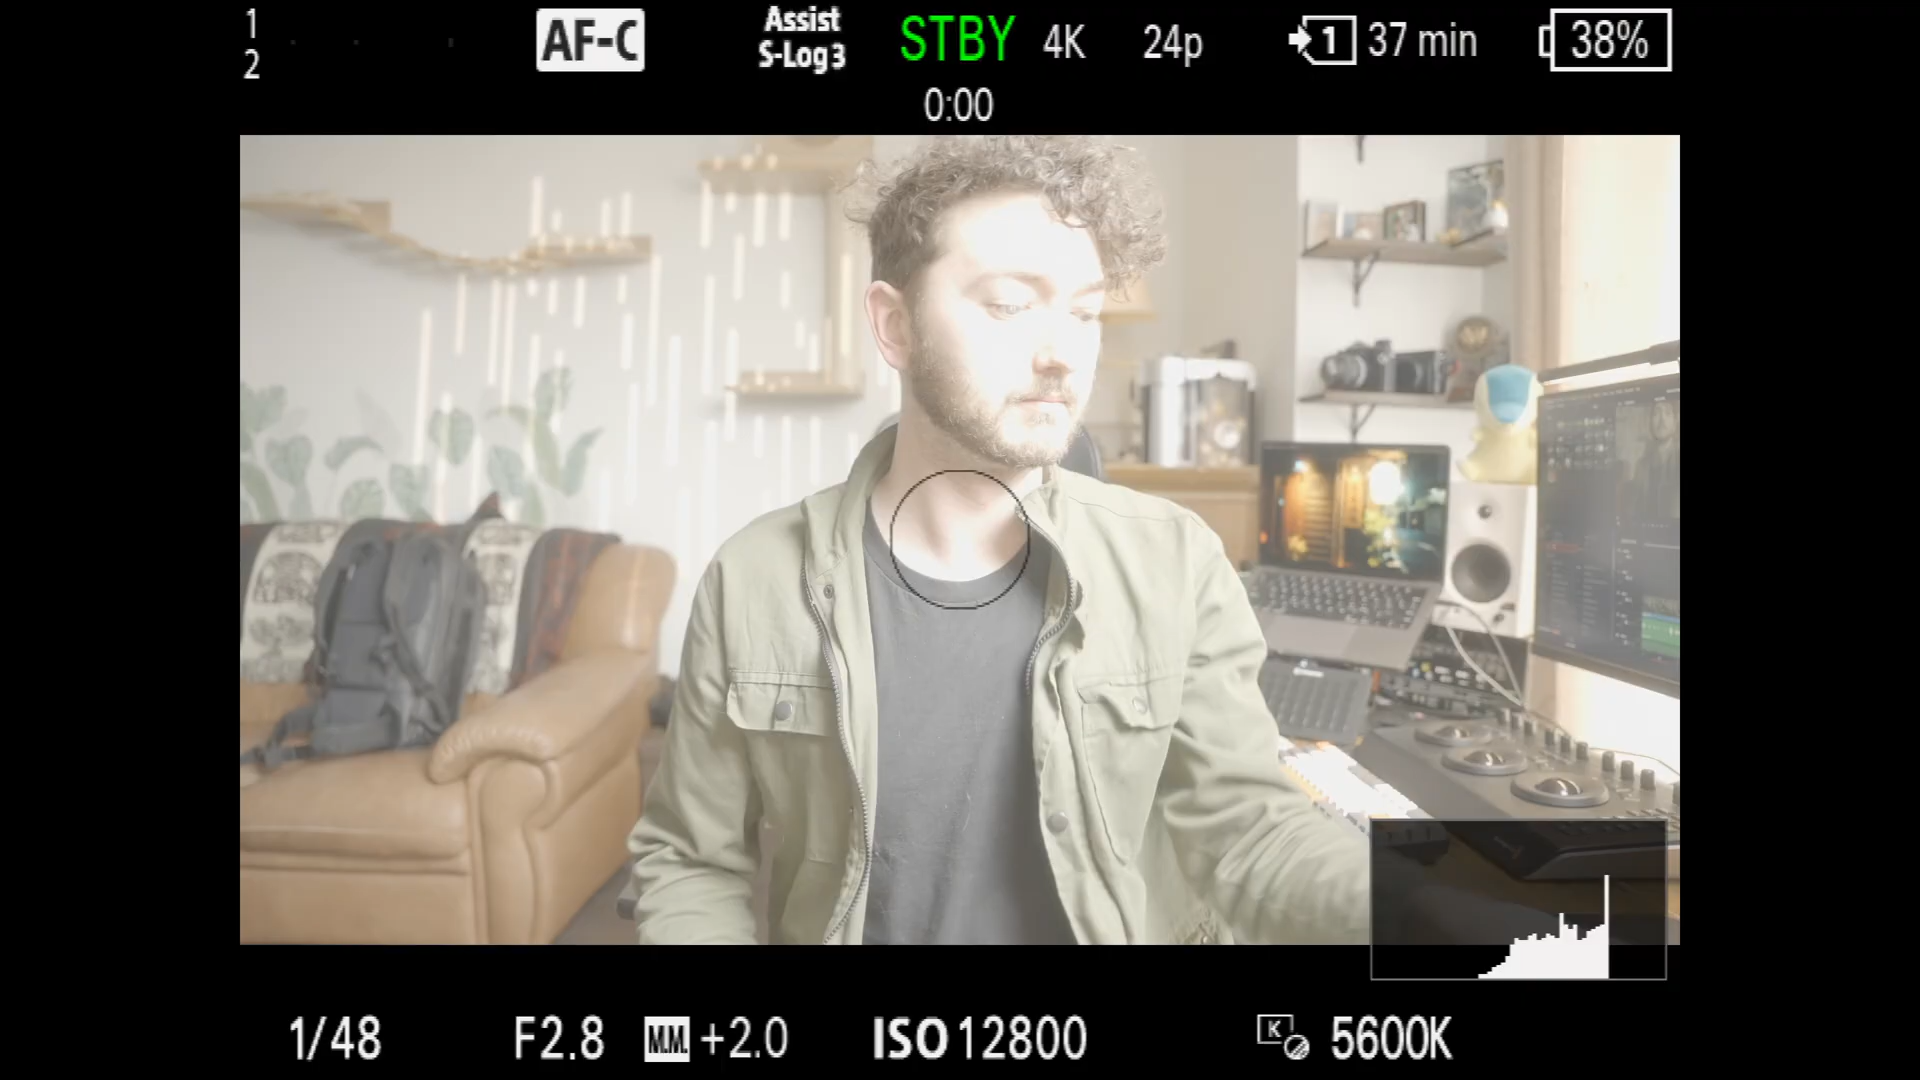 1
2
AF-C
Assist
S-Log3
STBY
4K
24p
1
37 min
38%
0:00
1/48
F2.8
M.M.
+2.0
ISO 12800
K
5600K